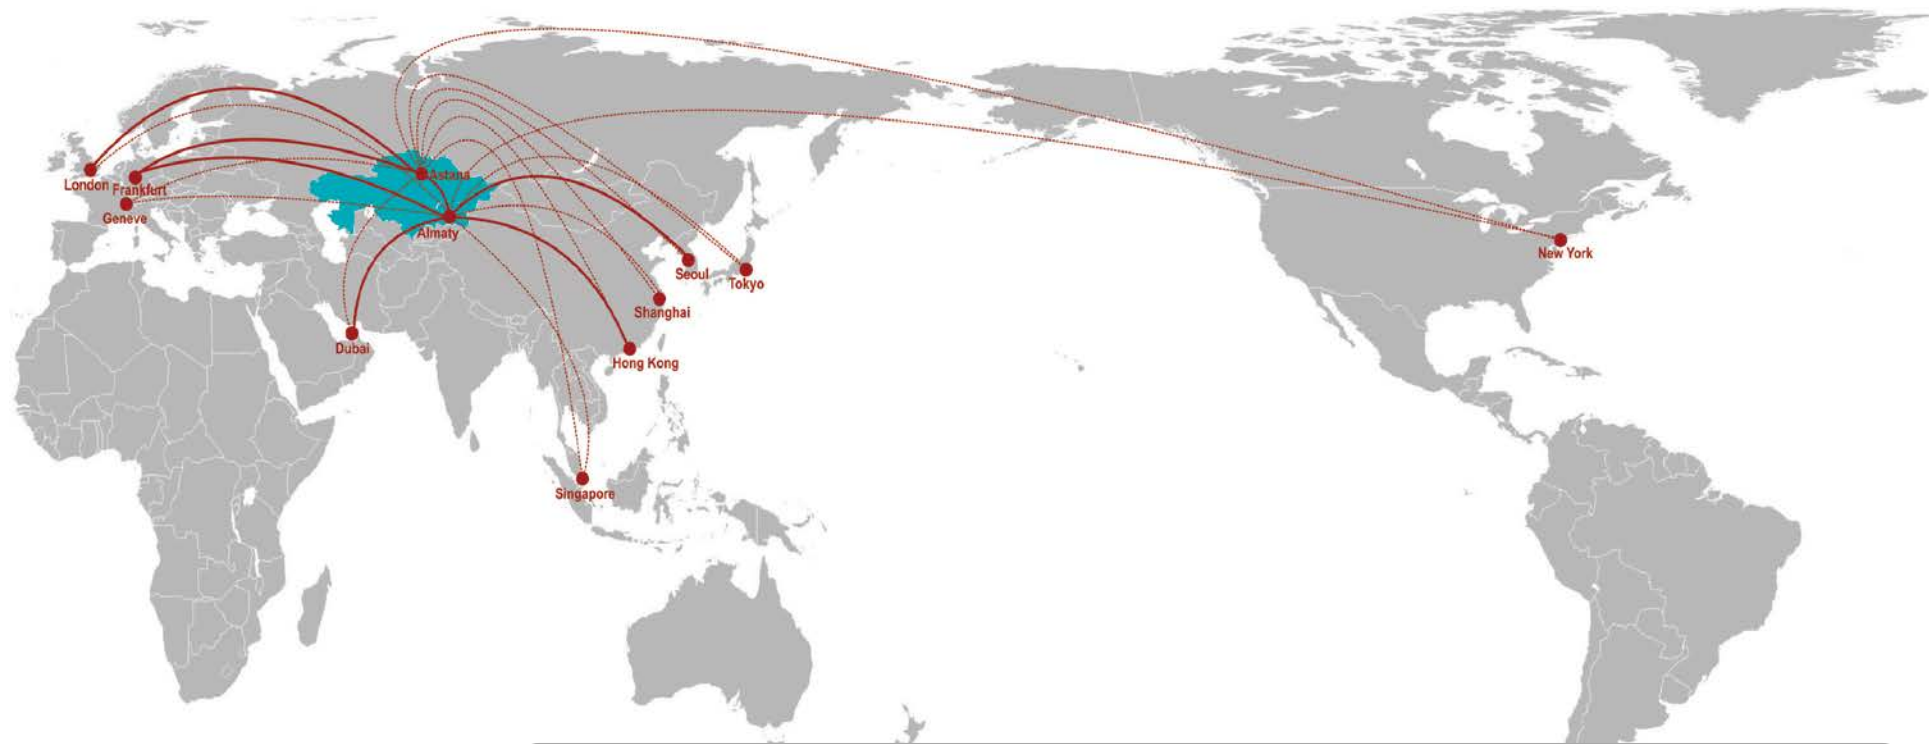 London
Frankfurt
Geneve
Astana
Almaty
Seoul
Tokyo
Shanghai
Dubai
Hong Kong
Singapore
New York